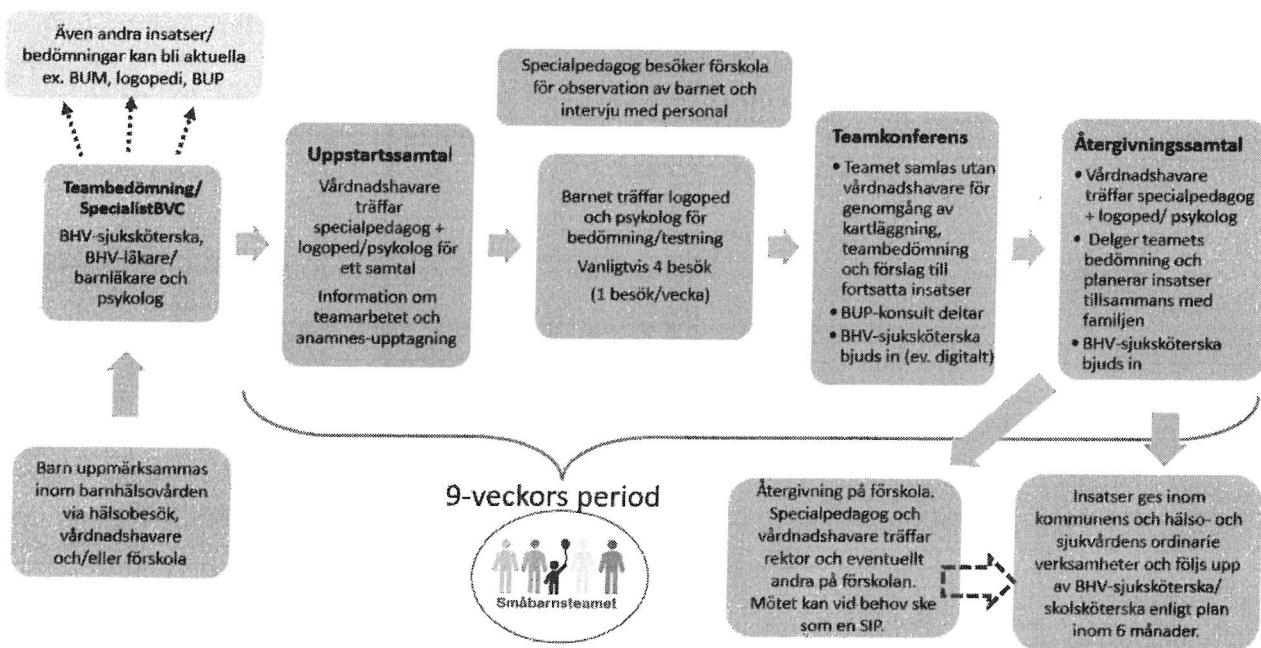 Även andra insatser/
bedömningar kan bli aktuella
ex. BUM, logopedi, BUP
Teambedömning/
SpecialistBVC
BHV-sjuksköterska,
BHV-läkare/
barnläkare och
psykolog
Barn uppmärksammas
inom barnhälsovården
via hälsobesök,
vårdnadshavare
och/eller förskola
Uppstartssamtal
Vårdnadshavare
träffar
specialpedagog +
logoped/psykolog för
ett samtal
Information om
teamarbetet och
anamnes-upptagning
Specialpedagog besöker förskola
för observation av barnet och
intervju med personal
Barnet träffar logoped
och psykolog för
bedömning/testning
Vanligtvis 4 besök
(1 besök/vecka)
Teamkonferens
• Teamet samlas utan
vårdnadshavare för
genomgång av
kartläggning,
teambedömning
och förslag till
fortsatta insatser
• BUP-konsult deltar
• BHV-sjuksköterska
bjuds in (ev. digitalt)
Återgivningssamtal
• Vårdnadshavare
träffar specialpedagog
+ logoped/ psykolog
• Delger teamets
bedömning och
planerar insatser
tillsammans med
familjen
• BHV-sjuksköterska
bjuds in
9-veckors period
Småbarnsteamet
Återgivning på förskola.
Specialpedagog och
vårdnadshavare träffar
rektor och eventuellt
andra på förskolan.
Mötet kan vid behov ske
som en SIP.
Insatser ges inom
kommunens och hälso- och
sjukvårdens ordinarie
verksamheter och följs upp
av BHV-sjuksköterska/
skolsköterska enligt plan
inom 6 månader.